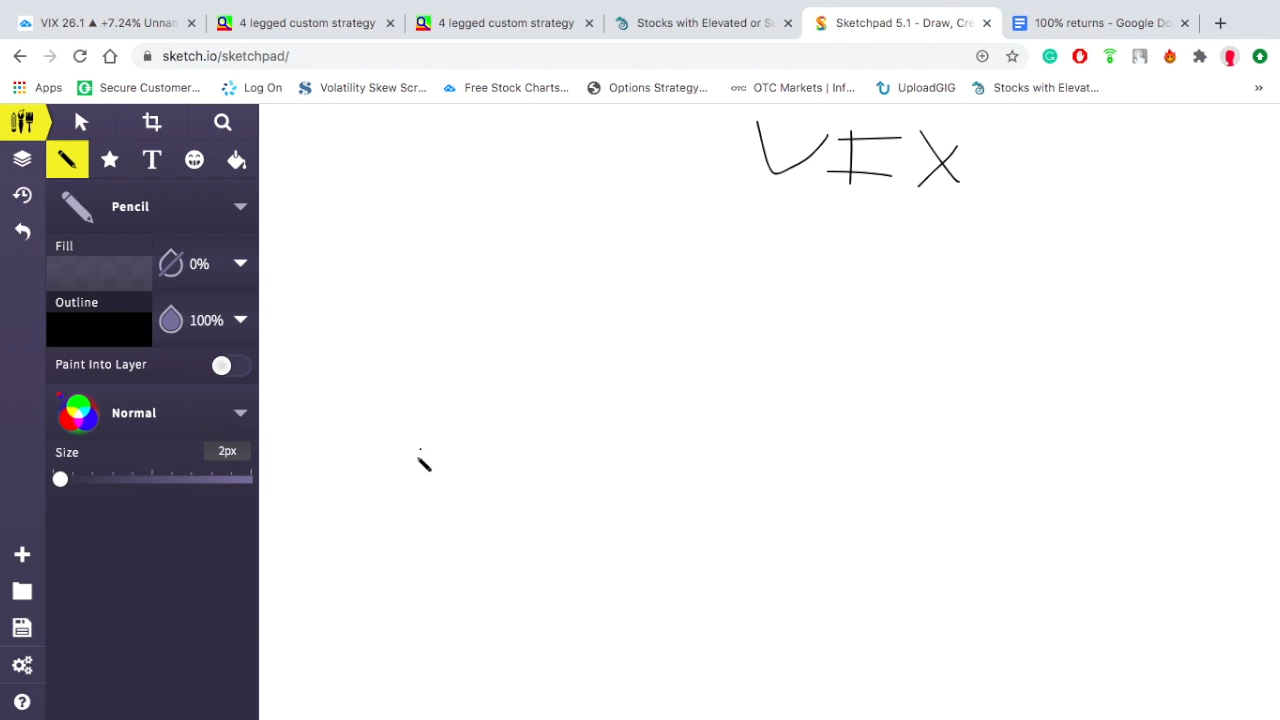 VIX 26.1 ▲ +7.24% Unnam
4 legged custom strategy
4 legged custom strategy
Stocks with Elevated or Su
Sketchpad 5.1 - Draw, Cre
100% returns - Google Do
sketch.io/sketchpad/
Apps
Secure Customer...
Log On
Volatility Skew Scr...
Free Stock Charts...
Options Strategy...
OTC Markets | Inf...
UploadGIG
Stocks with Elevat...
»
VIX
T
Pencil
Fill
0%
Outline
100%
Paint Into Layer
Normal
Size
2px